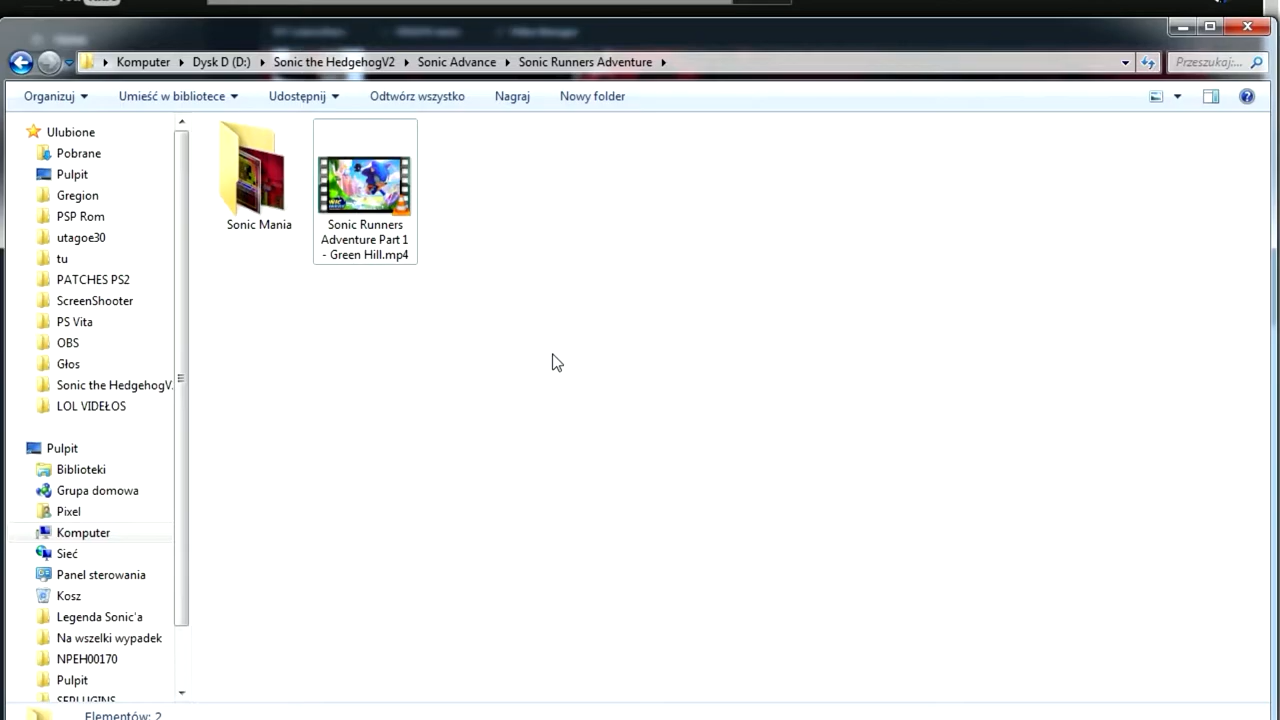 Komputer Dysk D (D:) Sonic the HedgehogV2 Sonic Advance Sonic Runners Adventure Przeszukaj:...
Organizuj Umieść w bibliotece Udostępnij Odtwórz wszystko Nagraj Nowy folder
Ulubione
Pobrane
Pulpit
Gregion
PSP Rom
utagoe30
tu
PATCHES PS2
ScreenShooter
PS Vita
OBS
Głos
Sonic the HedgehogV.
LOL VIDEŁOS
Pulpit
Biblioteki
Grupa domowa
Pixel
Komputer
Sieć
Panel sterowania
Kosz
Legenda Sonic'a
Na wszelki wypadek
NPEH00170
Pulpit
SEPLUGINS
Sonic Mania
Sonic Runners
Adventure Part 1
- Green Hill.mp4
Elementów: 2